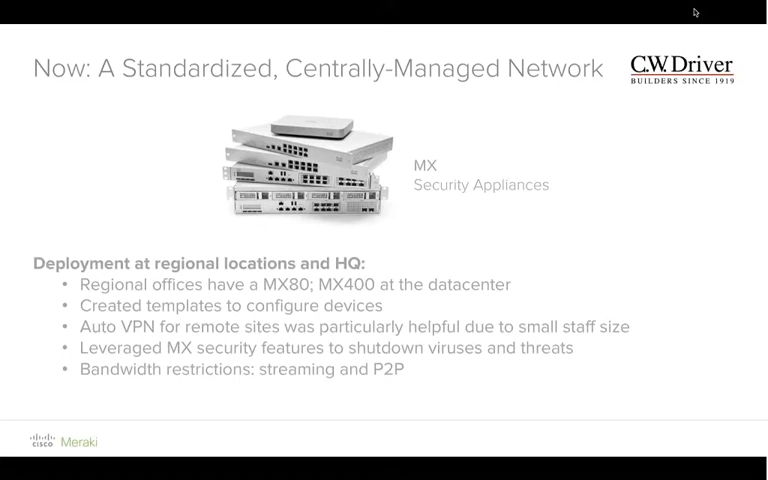 Now: A Standardized, Centrally-Managed Network
C.W. Driver
BUILDERS SINCE 1919
MX
Security Appliances
Deployment at regional locations and HQ:
• Regional offices have a MX80; MX400 at the datacenter
• Created templates to configure devices
• Auto VPN for remote sites was particularly helpful due to small staff size
• Leveraged MX security features to shutdown viruses and threats
• Bandwidth restrictions: streaming and P2P
CISCO Meraki